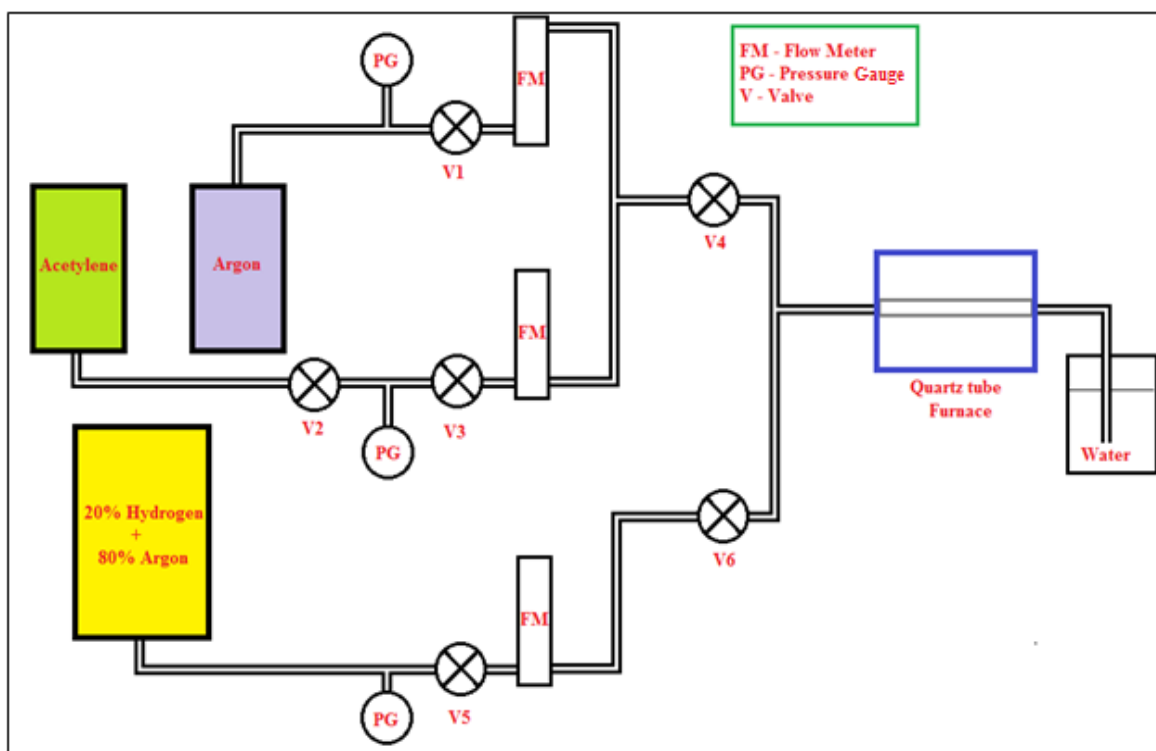 PG
FM
FM - Flow Meter
PG - Pressure Gauge
V - Valve
V1
Acetylene
Argon
V4
FM
V2
V3
PG
Quartz tube
Furnace
Water
20% Hydrogen
+
80% Argon
V6
FM
V5
PG